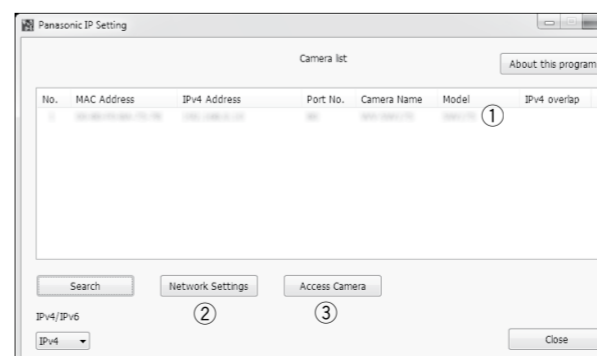 Panasonic IP Setting
Camera list
About this program
No. MAC Address IPv4 Address Port No. Camera Name Model IPv4 overlap
①
Search Network Settings Access Camera
② ③
IPv4/IPv6
IPv4 Close